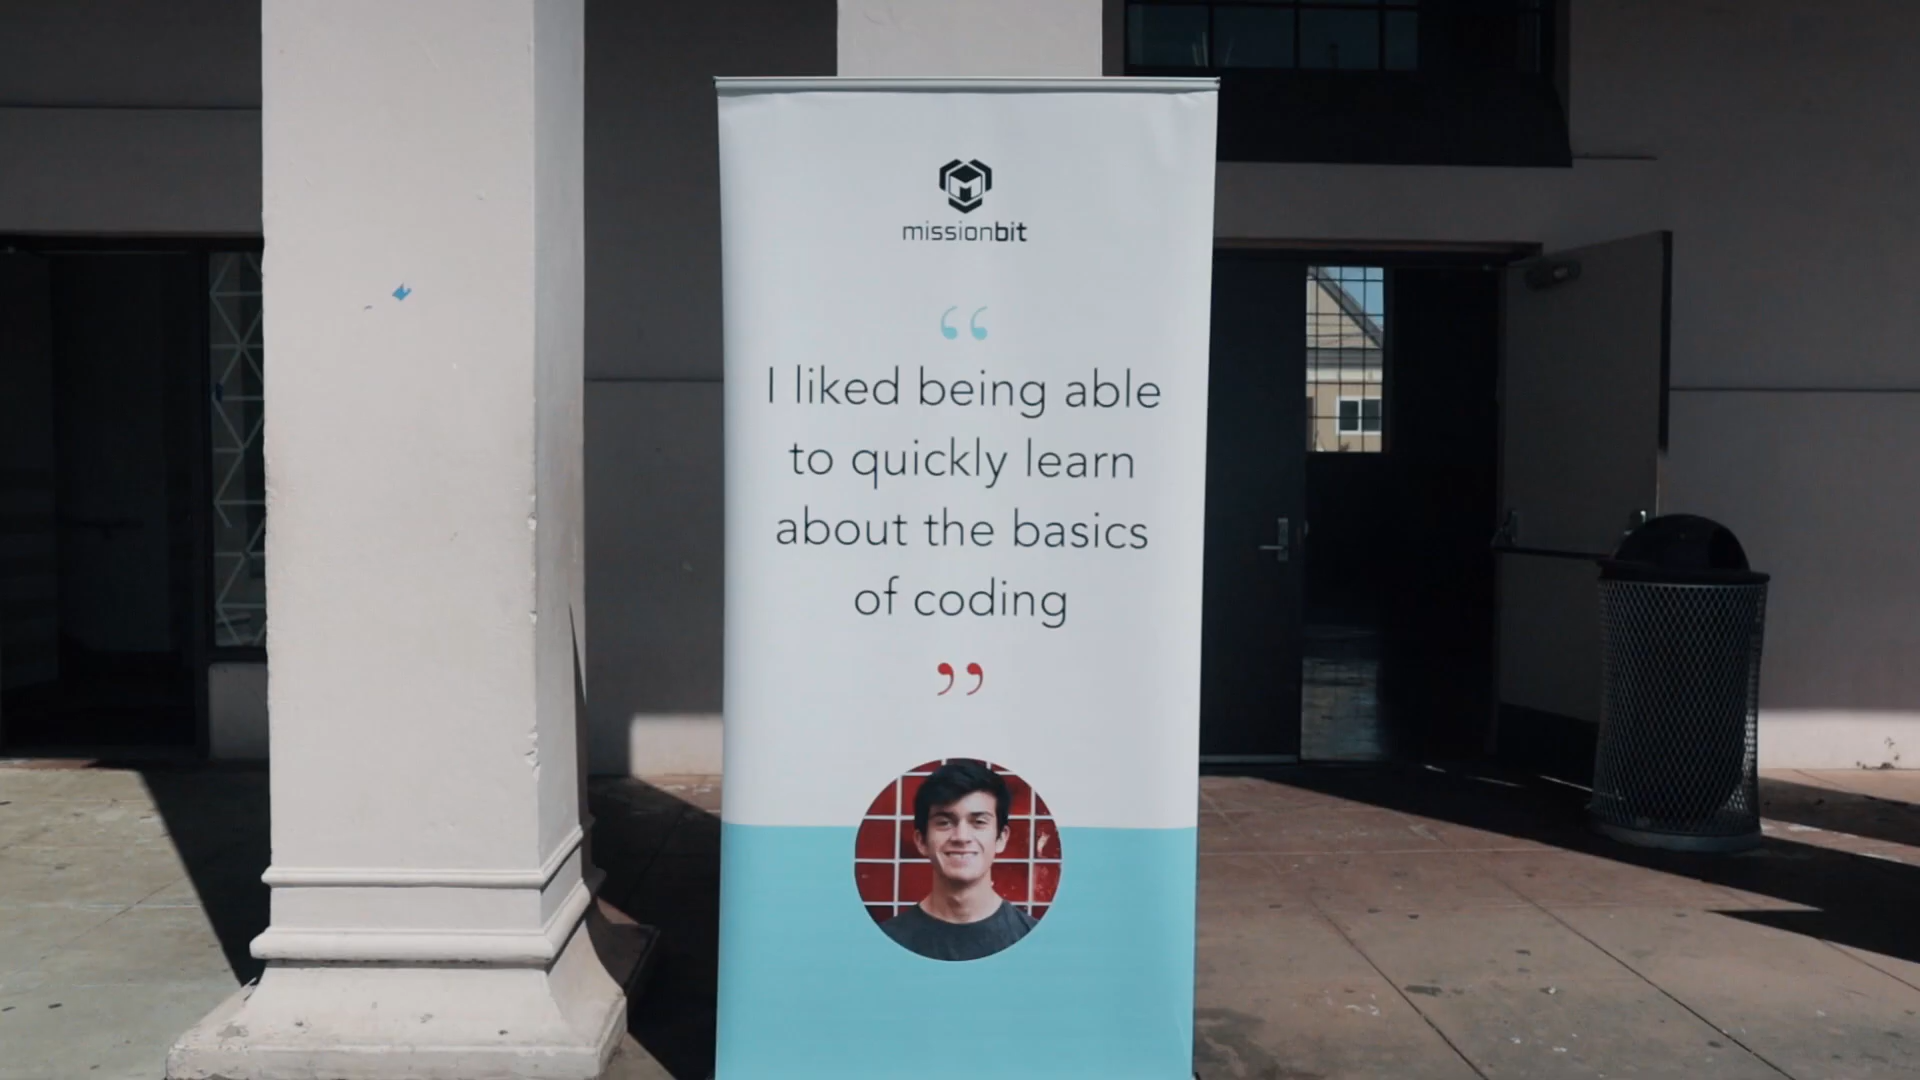 missionbit
“
I liked being able
to quickly learn
about the basics
of coding
”